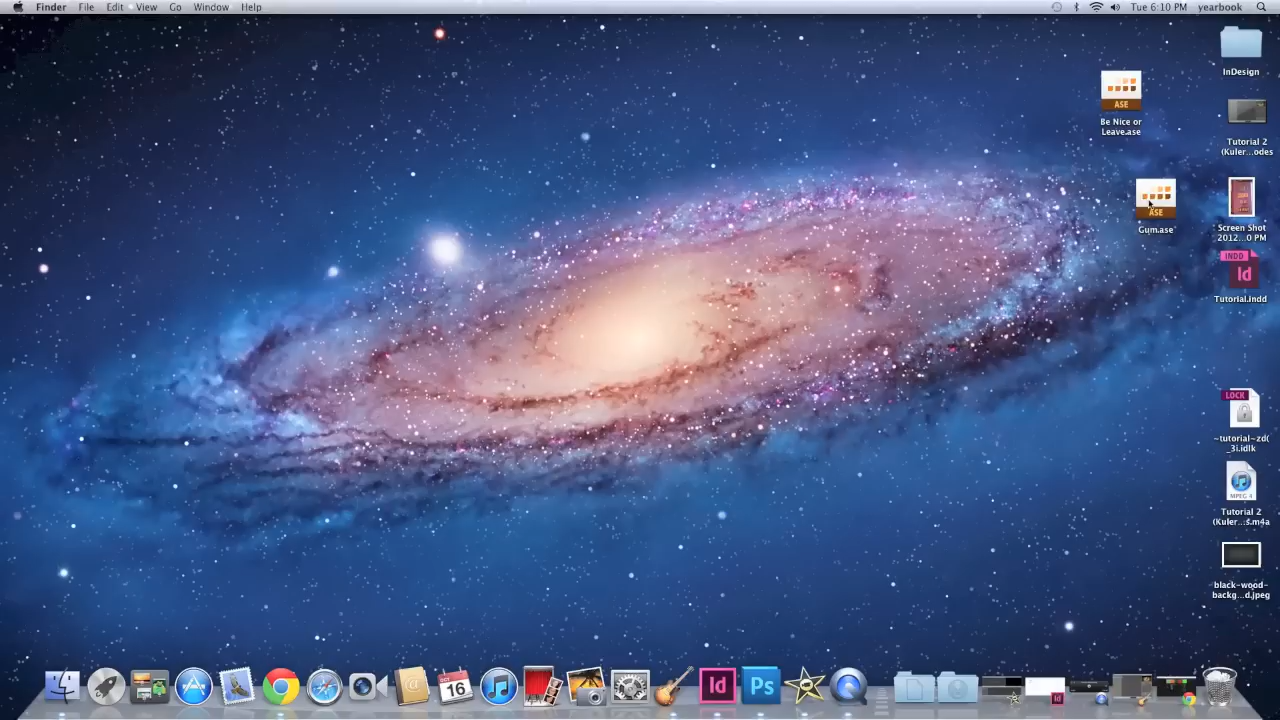 Finder File Edit View Go Window Help
Tue 6:10 PM yearbook
InDesign
ASE
Be Nice or
Leave.ase
Tutorial 2
(Kuler...odes
ASE
Gum.ase
Screen Shot
2012...0 PM
INDD
Id
Tutorial.indd
LOCK
~tutorial~zd(
_3i.idlk
MPEG 4
Tutorial 2
(Kuler...s.m4a
black-wood-
backg...d.jpeg
OCT
16
Id
Ps